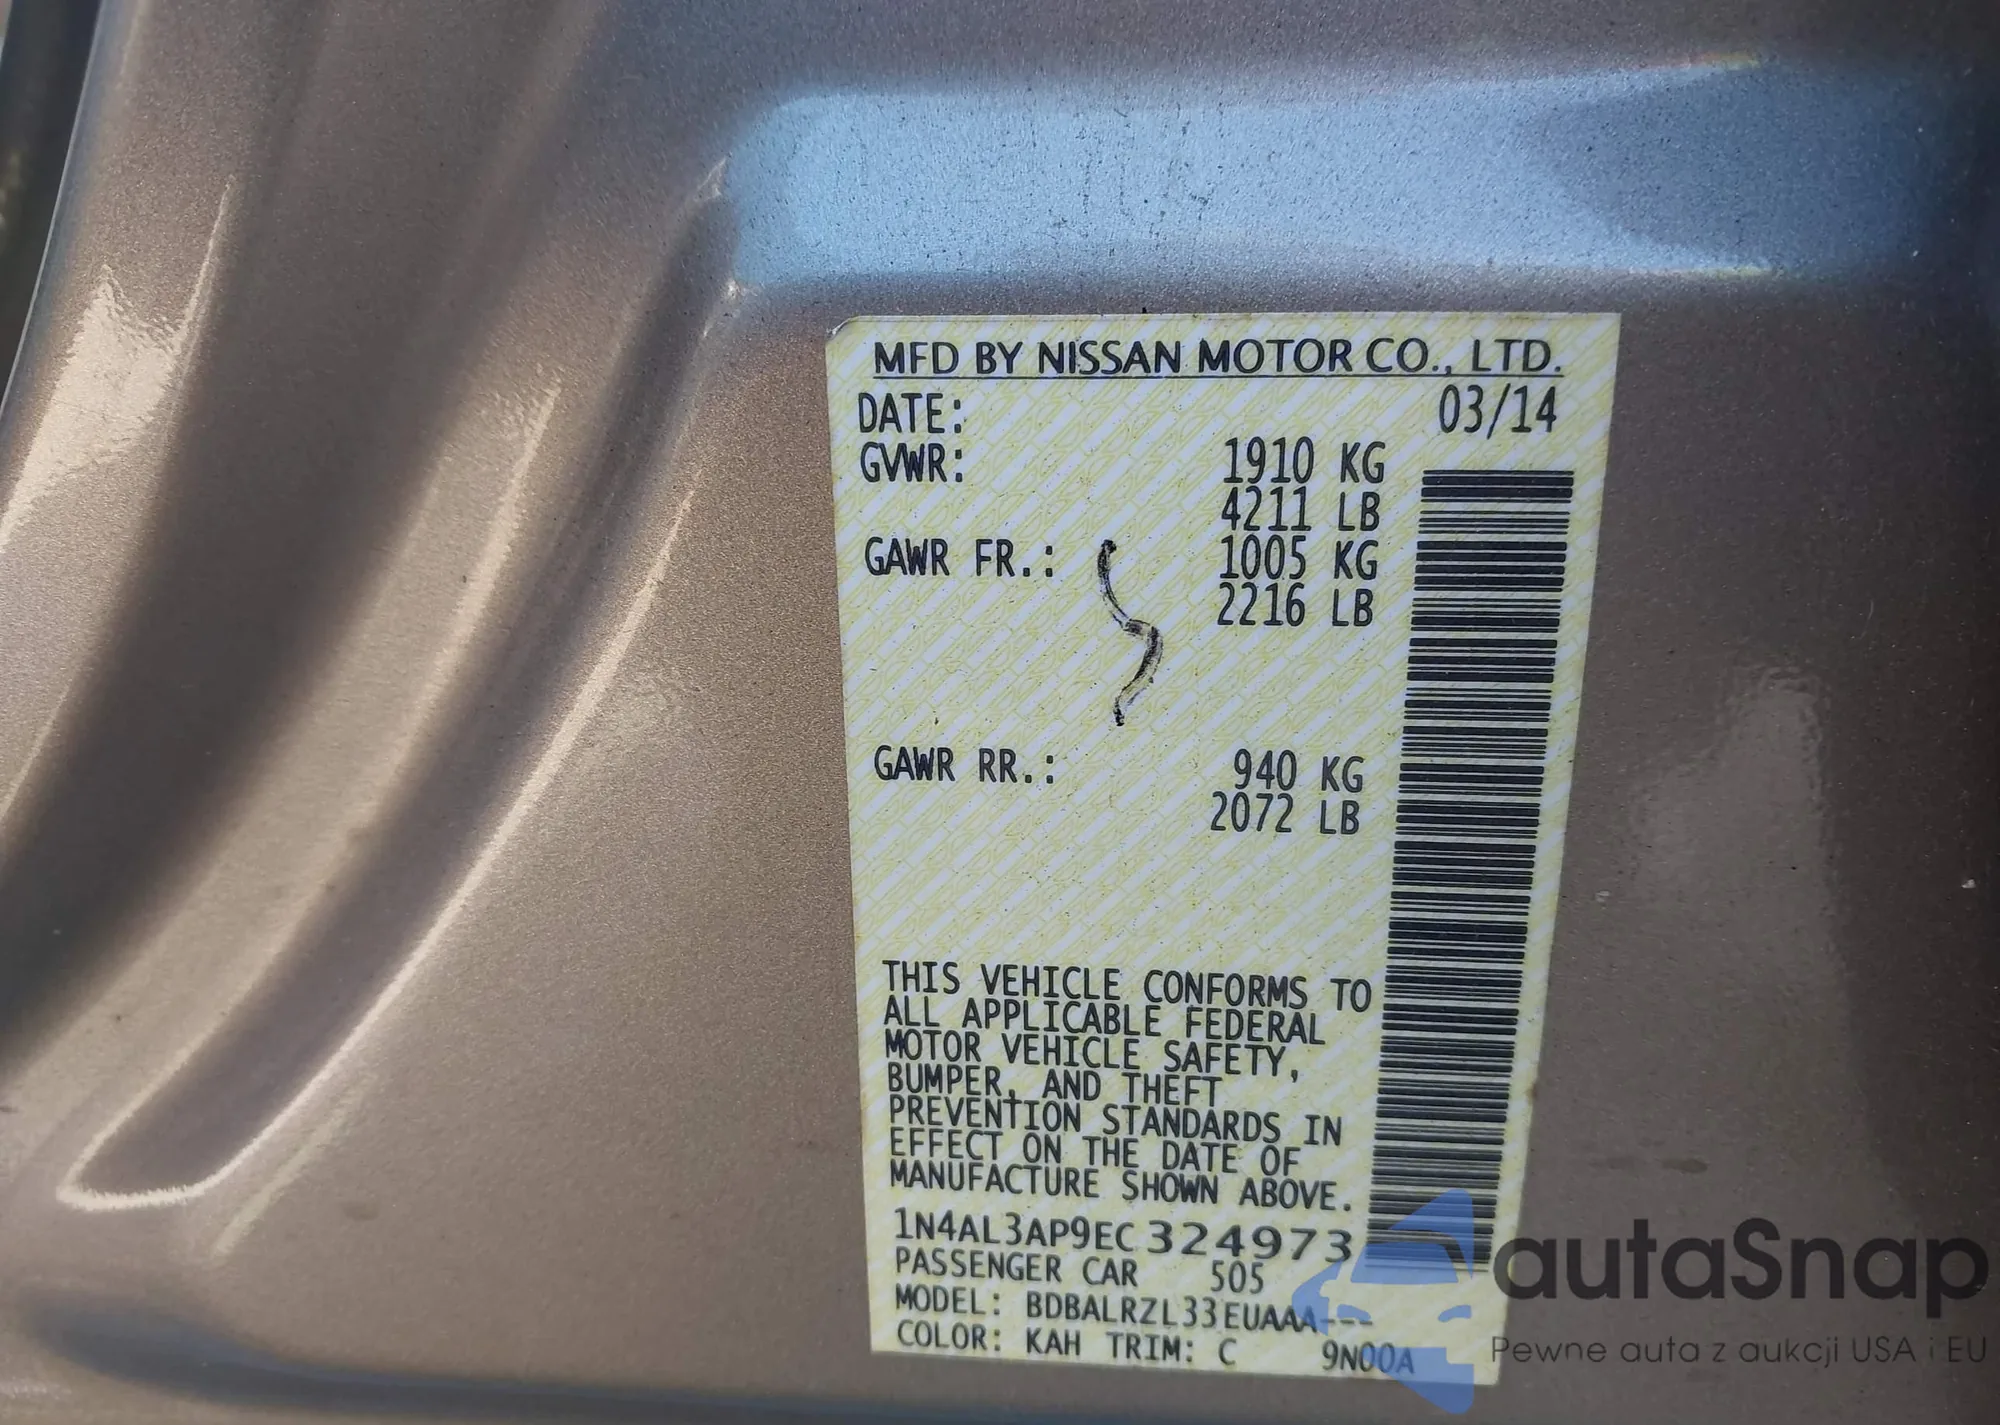 MFD BY NISSAN MOTOR CO., LTD.
DATE: 03/14
GVWR: 1910 KG
4211 LB
GAWR FR.: 1005 KG
2216 LB
GAWR RR.: 940 KG
2072 LB
THIS VEHICLE CONFORMS TO
ALL APPLICABLE FEDERAL
MOTOR VEHICLE SAFETY,
BUMPER, AND THEFT
PREVENTION STANDARDS IN
EFFECT ON THE DATE OF
MANUFACTURE SHOWN ABOVE.
1N4AL3AP9EC324973
PASSENGER CAR 505
MODEL: BDBALRZL33EUAAA---
COLOR: KAH TRIM: C 9N00A
autaSnap
Pewne auta z aukcji USA i EU